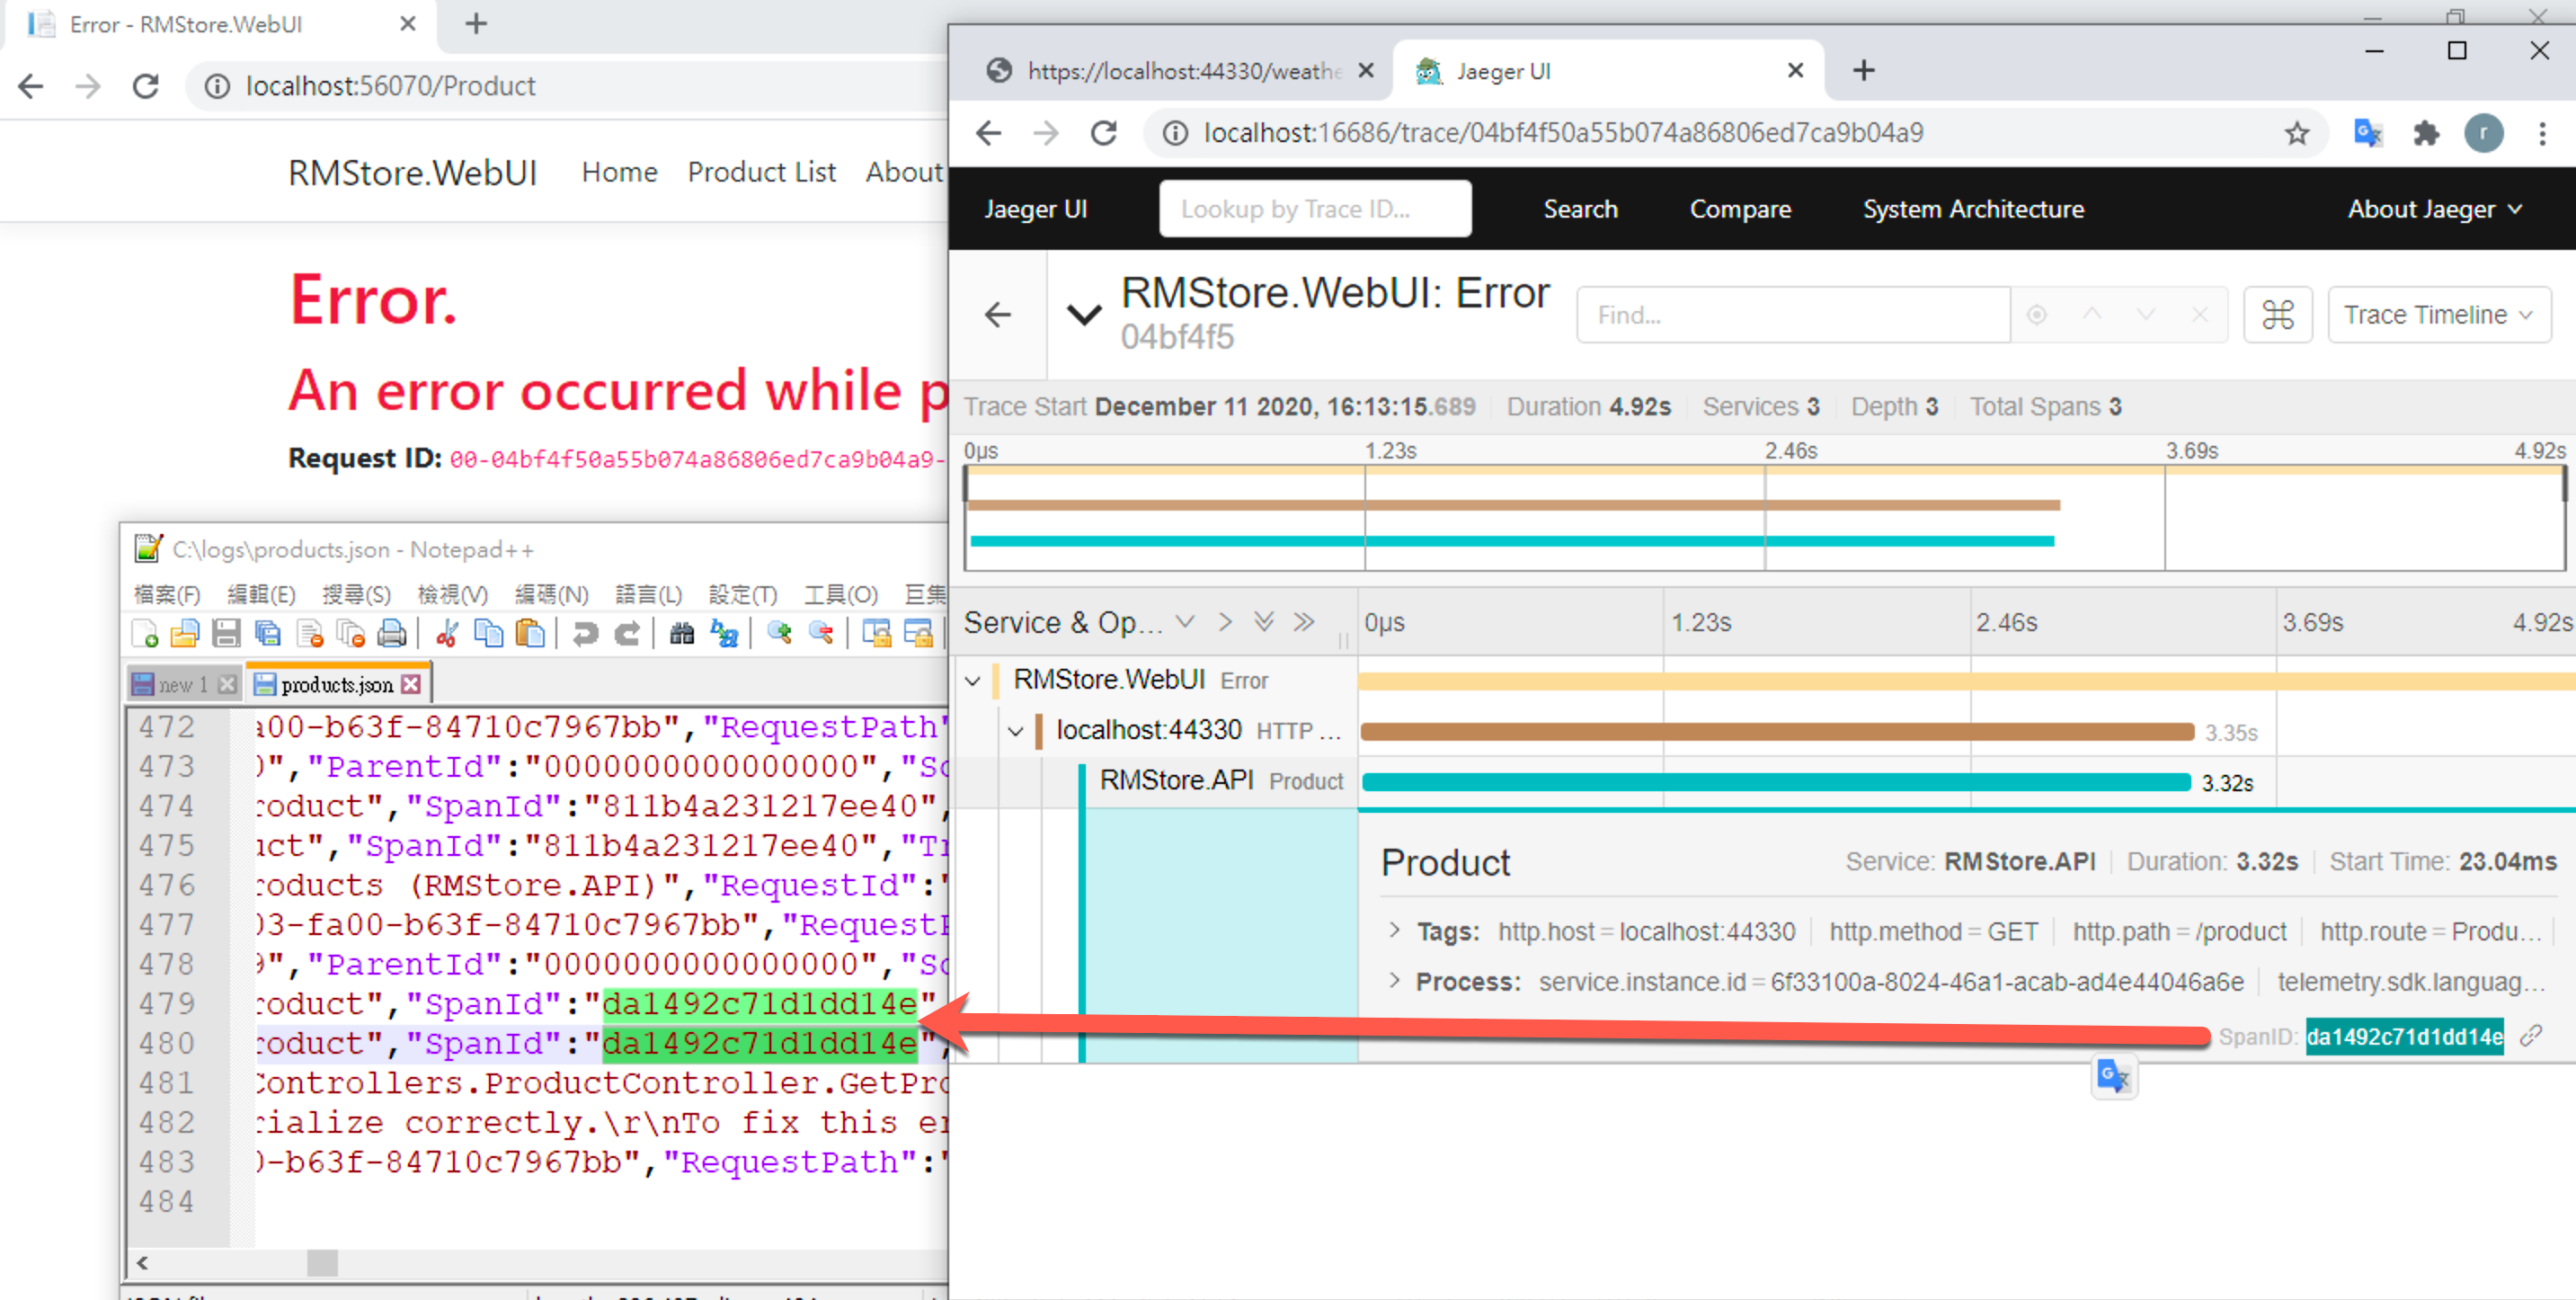 Error - RMStore.WebUI
localhost:56070/Product
RMStore.WebUI Home Product List About
Error.
An error occurred while p
Request ID: 00-04bf4f50a55b074a86806ed7ca9b04a9-
C:\logs\products.json - Notepad++
檔案(F) 編輯(E) 搜尋(S) 檢視(V) 編碼(N) 語言(L) 設定(T) 工具(O) 巨集
new 1 products.json
472 a00-b63f-84710c7967bb","RequestPath"
473 0","ParentId":"0000000000000000","Sc
474 roduct","SpanId":"811b4a231217ee40",
475 uct","SpanId":"811b4a231217ee40","Tr
476 roducts (RMStore.API)","RequestId":"
477 03-fa00-b63f-84710c7967bb","RequestP
478 9","ParentId":"0000000000000000","Sc
479 roduct","SpanId":"da1492c71d1dd14e"
480 roduct","SpanId":"da1492c71d1dd14e",
481 Controllers.ProductController.GetPro
482 rialize correctly.\r\nTo fix this er
483 0-b63f-84710c7967bb","RequestPath":"
484
https://localhost:44330/weathe
Jaeger UI
localhost:16686/trace/04bf4f50a55b074a86806ed7ca9b04a9
r
Jaeger UI Lookup by Trace ID... Search Compare System Architecture About Jaeger
RMStore.WebUI: Error
04bf4f5
Find...
Trace Timeline
Trace Start December 11 2020, 16:13:15.689 Duration 4.92s Services 3 Depth 3 Total Spans 3
0μs 1.23s 2.46s 3.69s 4.92s
Service & Op... 0μs 1.23s 2.46s 3.69s 4.92s
RMStore.WebUI Error
localhost:44330 HTTP ... 3.35s
RMStore.API Product 3.32s
Product Service: RMStore.API Duration: 3.32s Start Time: 23.04ms
Tags: http.host = localhost:44330 http.method = GET http.path = /product http.route = Produ...
Process: service.instance.id = 6f33100a-8024-46a1-acab-ad4e44046a6e telemetry.sdk.languag...
SpanID: da1492c71d1dd14e